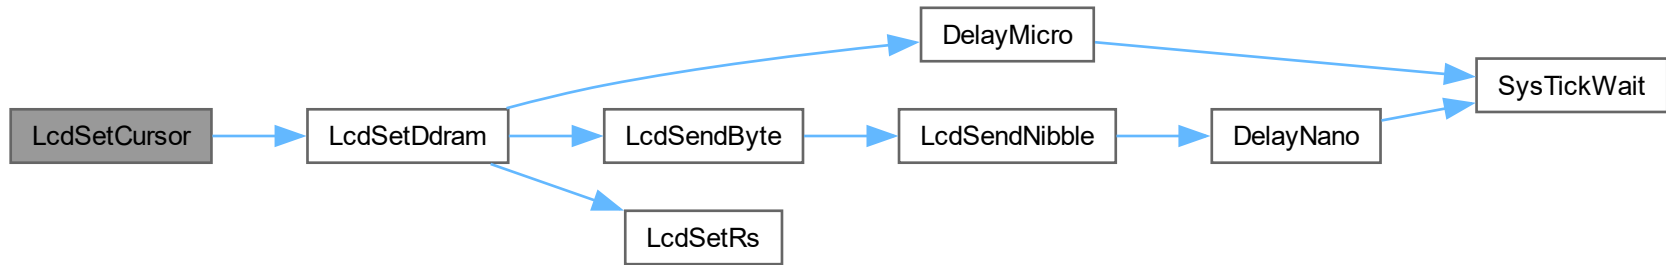 LcdSetCursor
LcdSetDdram
DelayMicro
LcdSendByte
LcdSetRs
LcdSendNibble
DelayNano
SysTickWait